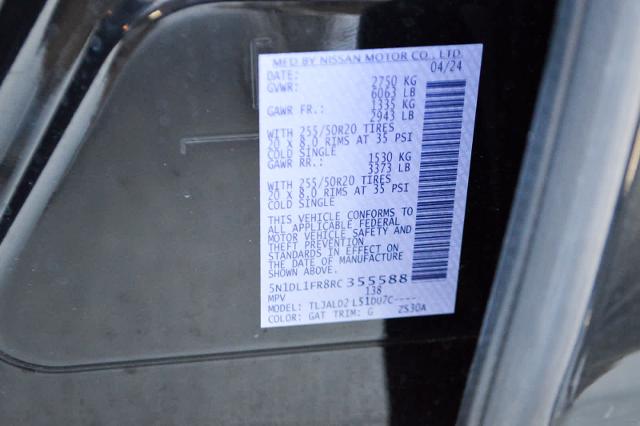 MFD BY NISSAN MOTOR CO., LTD.
DATE: 04/24
GVWR: 2750 KG
6063 LB
GAWR FR.: 1335 KG
2943 LB
WITH 255/50R20 TIRES
20 X 8.0 RIMS AT 35 PSI
COLD SINGLE
GAWR RR.: 1530 KG
3373 LB
WITH 255/50R20 TIRES
20 X 8.0 RIMS AT 35 PSI
COLD SINGLE
THIS VEHICLE CONFORMS TO
ALL APPLICABLE FEDERAL
MOTOR VEHICLE SAFETY AND
THEFT PREVENTION
STANDARDS IN EFFECT ON
THE DATE OF MANUFACTURE
SHOWN ABOVE.
5N1DL1FR8RC355588
MPV 138
MODEL: TLJALD2 L51DU7C----
COLOR: GAT TRIM: G ZS30A